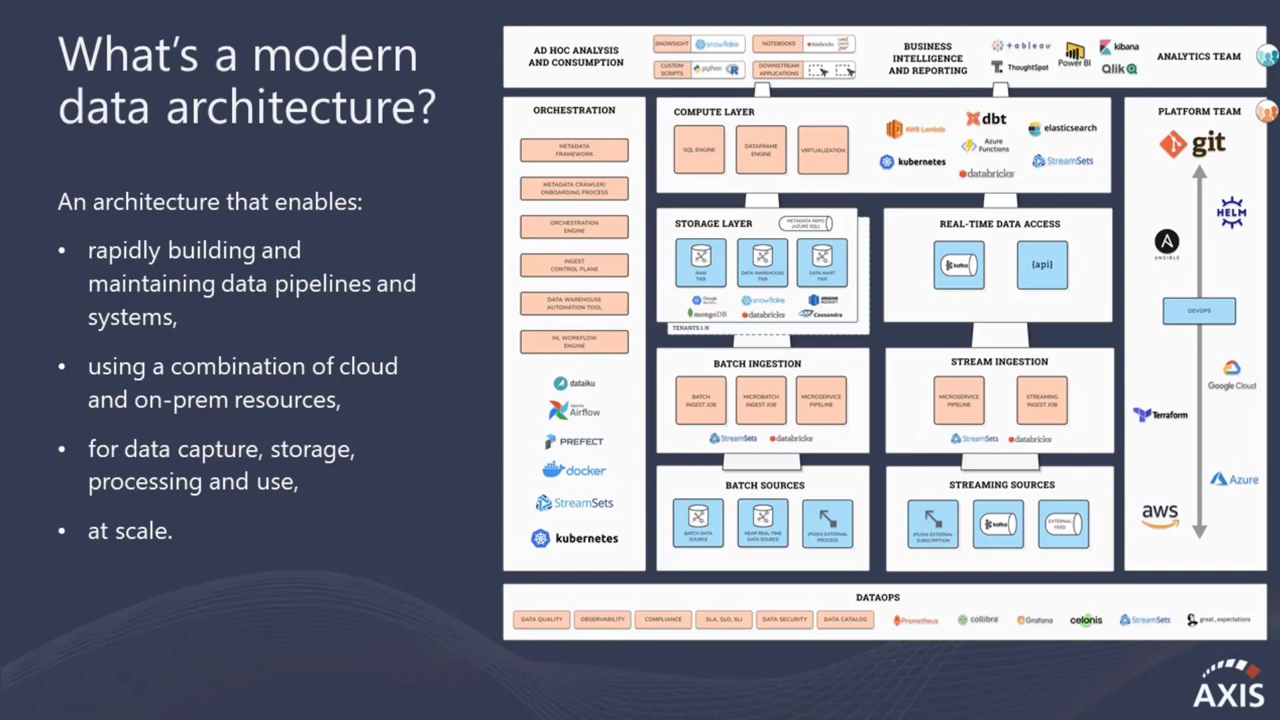 What's a modern
data architecture?
An architecture that enables:
• rapidly building and
maintaining data pipelines and
systems,
• using a combination of cloud
and on-prem resources,
• for data capture, storage,
processing and use,
• at scale.
AD HOC ANALYSIS
AND CONSUMPTION
SNOWSIGHT
snowflake
NOTEBOOKS
databricks
CUSTOM
SCRIPTS
python
R
DOWNSTREAM
APPLICATIONS
BUSINESS
INTELLIGENCE
AND REPORTING
+ableau
ThoughtSpot
Power BI
kibana
Qlik
ANALYTICS TEAM
ORCHESTRATION
METADATA
FRAMEWORK
METADATA CRAWLER/
ONBOARDING PROCESS
ORCHESTRATION
ENGINE
INGEST
CONTROL PLANE
DATA WAREHOUSE
AUTOMATION TOOL
ML WORKFLOW
ENGINE
dataiku
Airflow
PREFECT
docker
StreamSets
kubernetes
COMPUTE LAYER
SQL ENGINE
DATAFRAME
ENGINE
VIRTUALIZATION
AWS Lambda
dbt
elasticsearch
Azure
Functions
kubernetes
StreamSets
databricks
STORAGE LAYER
METADATA REPO
(AZURE SQL)
RAW
TIER
DATA WAREHOUSE
TIER
DATA MART
TIER
snowflake
mongoDB
databricks
Cassandra
TENANTS 1-N
REAL-TIME DATA ACCESS
kafka
{api}
BATCH INGESTION
BATCH
INGEST JOB
MICROBATCH
INGEST JOB
MICROSERVICE
PIPELINE
StreamSets
databricks
STREAM INGESTION
MICROSERVICE
PIPELINE
STREAMING
INGEST JOB
StreamSets
databricks
BATCH SOURCES
BATCH DATA
SOURCE
NEAR REAL TIME
DATA SOURCE
(PUSH) EXTERNAL
PROCESS
STREAMING SOURCES
(PUSH) EXTERNAL
SUBSCRIPTION
kafka
EXTERNAL
FEED
PLATFORM TEAM
git
HELM
ANSIBLE
DEVOPS
Google Cloud
Terraform
Azure
aws
DATAOPS
DATA QUALITY
OBSERVABILITY
COMPLIANCE
SLA, SLO, SLI
DATA SECURITY
DATA CATALOG
Prometheus
collibra
Grafana
celonis
StreamSets
great_expectations
AXIS